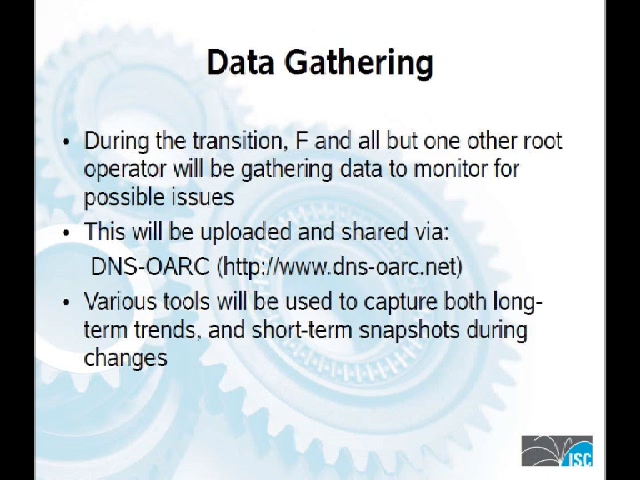 Data Gathering
• During the transition, F and all but one other root
operator will be gathering data to monitor for
possible issues
• This will be uploaded and shared via:
DNS-OARC (http://www.dns-oarc.net)
• Various tools will be used to capture both long-
term trends, and short-term snapshots during
changes
ISC